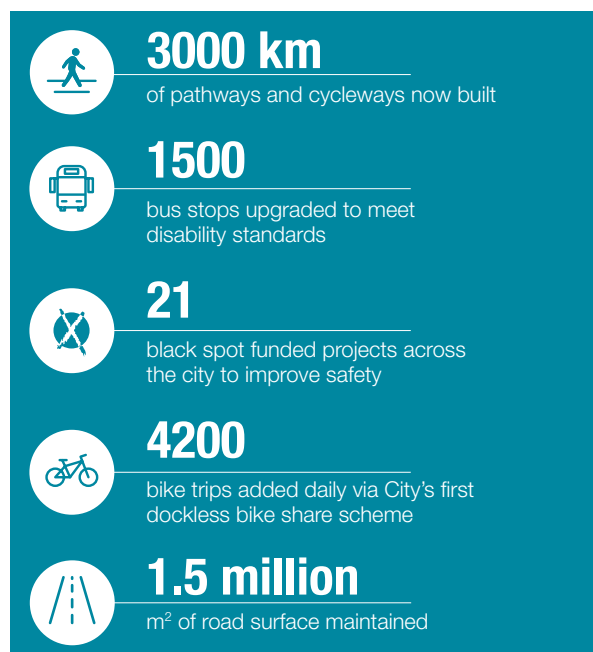 3000 km
of pathways and cycleways now built
1500
bus stops upgraded to meet
disability standards
21
black spot funded projects across
the city to improve safety
4200
bike trips added daily via City's first
dockless bike share scheme
1.5 million
m² of road surface maintained